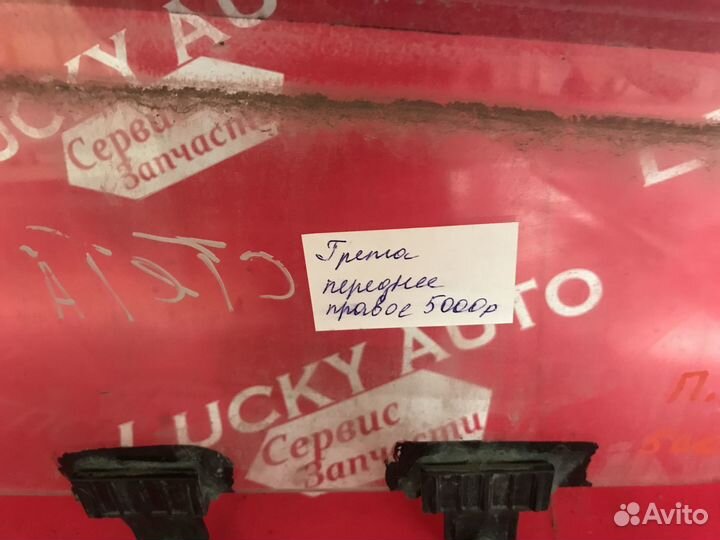 LUCKY AUTO
Сервис
Запчасти
Грета
переднее
правое 5000р
LUCKY AUTO
Сервис
Запчасти
П.
Avito